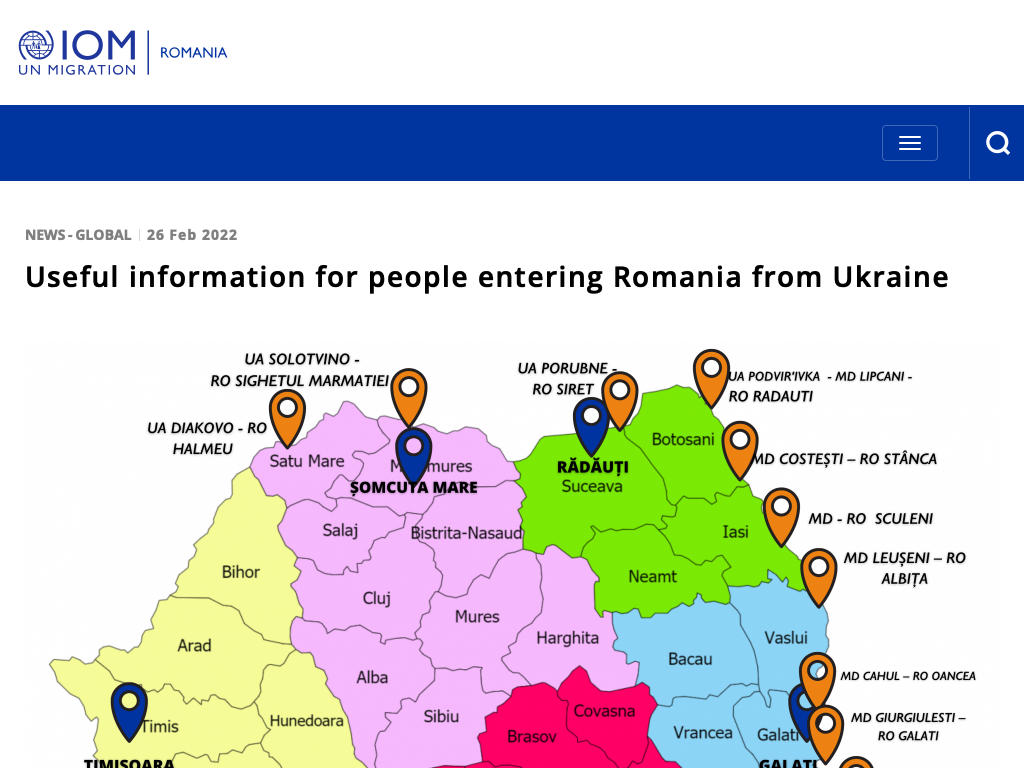 IOM
UN MIGRATION
ROMANIA
NEWS - GLOBAL
26 Feb 2022
Useful information for people entering Romania from Ukraine
UA SOLOTVINO -
RO SIGHETUL MARMATIEI
UA PORUBNE -
RO SIRET
UA PODVIR'IVKA - MD LIPCANI -
RO RADAUTI
UA DIAKOVO - RO
HALMEU
Botosani
MD COSTEȘTI – RO STÂNCA
Satu Mare
RĂDĂUȚI
ȘOMCUTA MARE
Suceava
MD - RO SCULENI
Salaj
Bistrita-Nasaud
Iasi
MD LEUȘENI – RO
ALBIȚA
Bihor
Neamt
Cluj
Mures
Harghita
Vaslui
Arad
Bacau
Alba
MD CAHUL – RO OANCEA
Covasna
Sibiu
Hunedoara
MD GIURGIULESTI –
RO GALATI
Timis
Brasov
Vrancea
Galati
TIMISOARA
GALATI